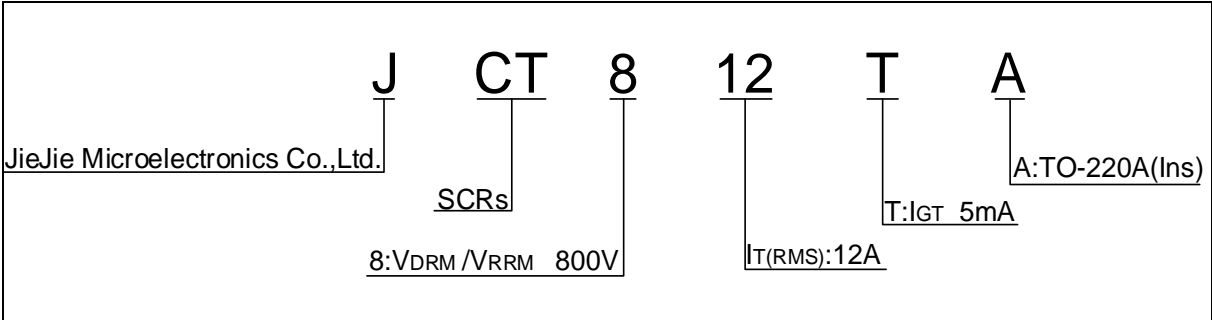 J CT 8 12 T A
JieJie Microelectronics Co.,Ltd.
A:TO-220A(Ins)
SCRs
T:IGT 5mA
8:VDRM /VRRM 800V
IT(RMS):12A